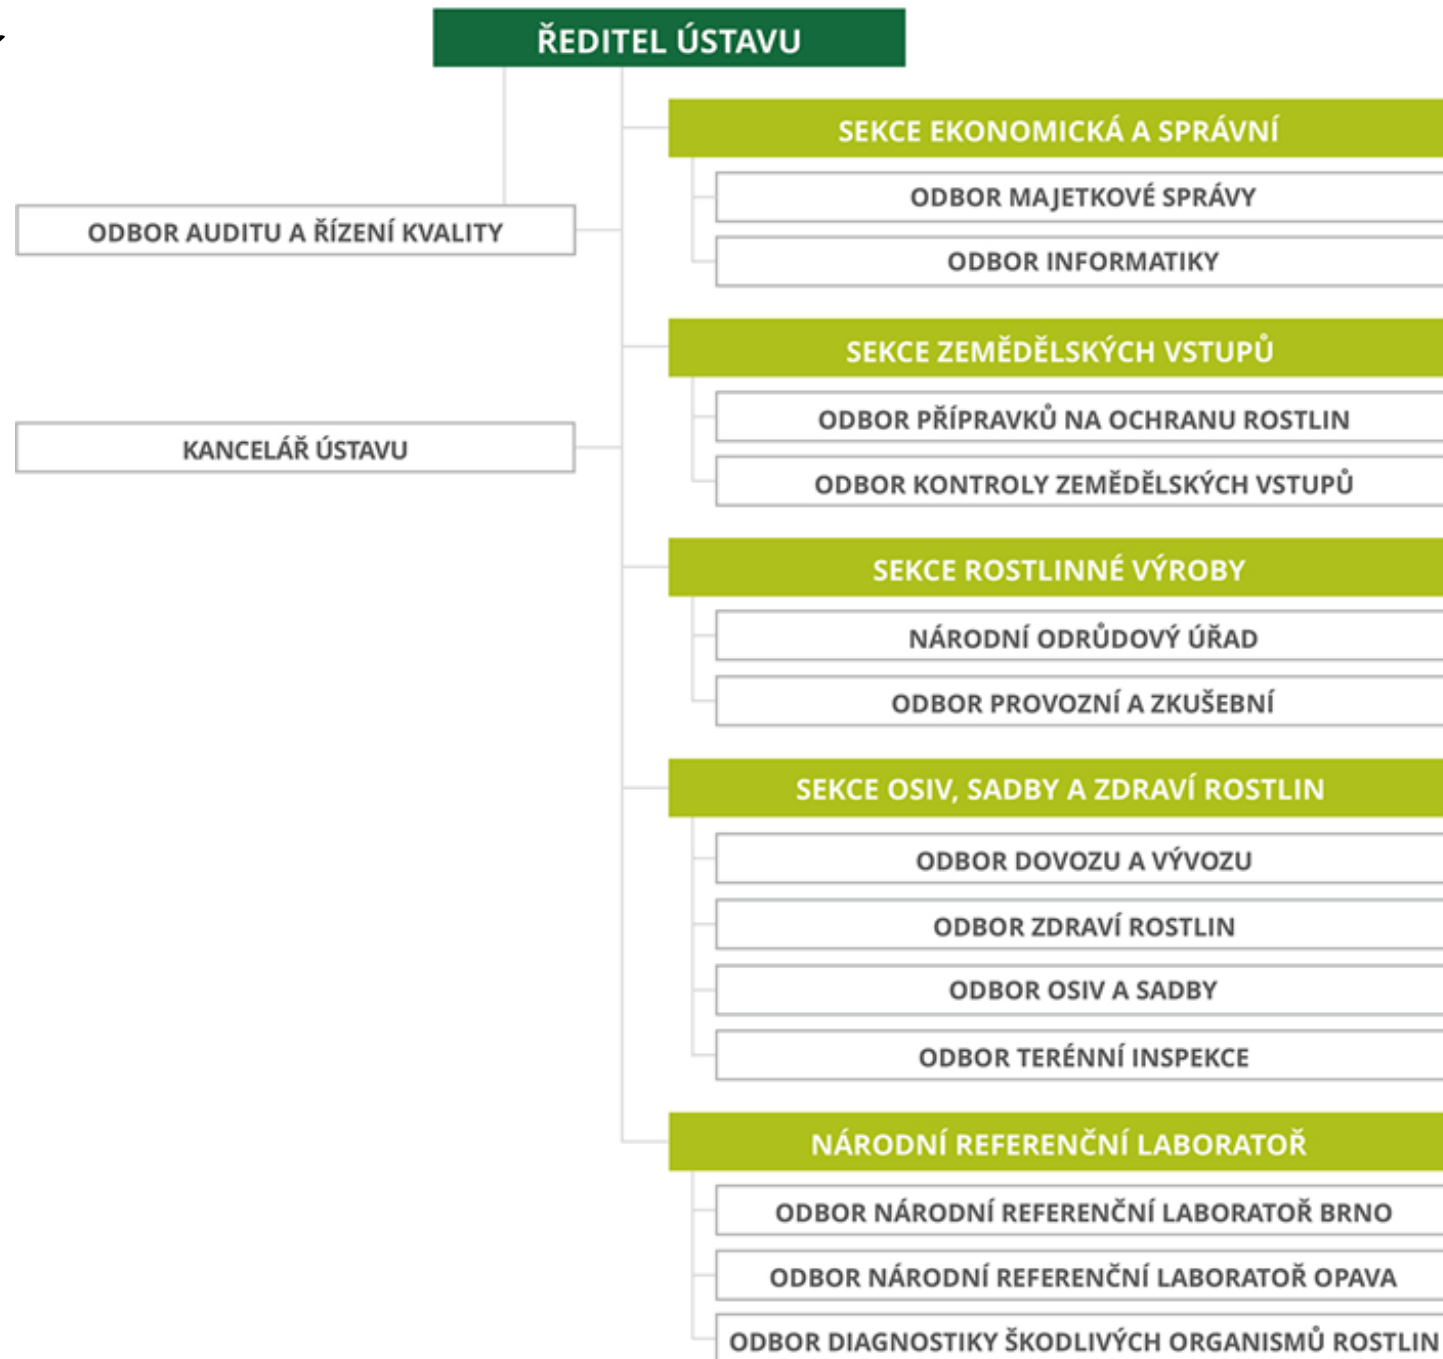 ŘEDITEL ÚSTAVU
SEKCE EKONOMICKÁ A SPRÁVNÍ
ODBOR MAJETKOVÉ SPRÁVY
ODBOR AUDITU A ŘÍZENÍ KVALITY
ODBOR INFORMATIKY
SEKCE ZEMĚDĚLSKÝCH VSTUPŮ
ODBOR PŘÍPRAVKŮ NA OCHRANU ROSTLIN
KANCELÁŘ ÚSTAVU
ODBOR KONTROLY ZEMĚDĚLSKÝCH VSTUPŮ
SEKCE ROSTLINNÉ VÝROBY
NÁRODNÍ ODRŮDOVÝ ÚŘAD
ODBOR PROVOZNÍ A ZKUŠEBNÍ
SEKCE OSIV, SADBY A ZDRAVÍ ROSTLIN
ODBOR DOVOZU A VÝVOZU
ODBOR ZDRAVÍ ROSTLIN
ODBOR OSIV A SADBY
ODBOR TERÉNNÍ INSPEKCE
NÁRODNÍ REFERENČNÍ LABORATOŘ
ODBOR NÁRODNÍ REFERENČNÍ LABORATOŘ BRNO
ODBOR NÁRODNÍ REFERENČNÍ LABORATOŘ OPAVA
ODBOR DIAGNOSTIKY ŠKODLIVÝCH ORGANISMŮ ROSTLIN